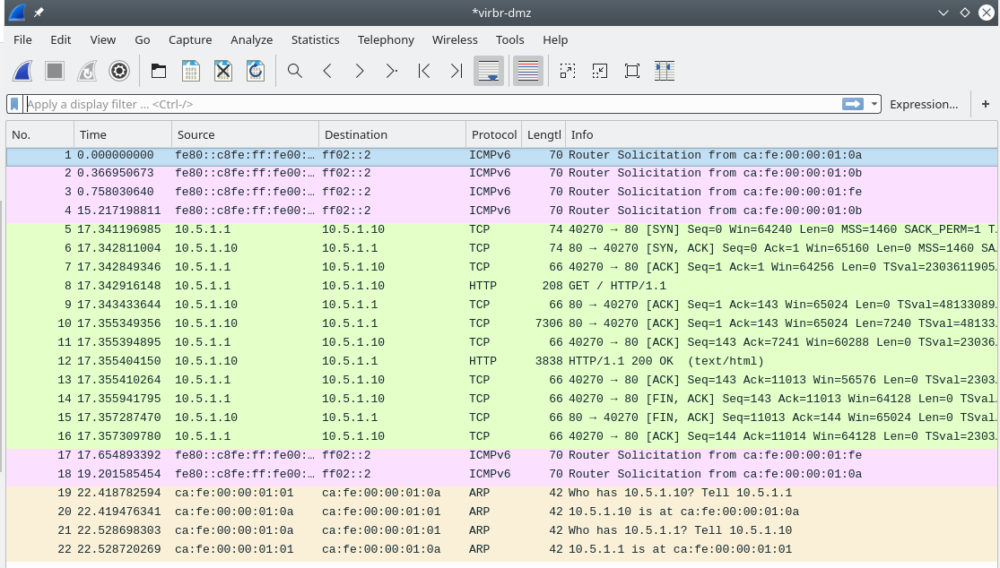 *virbr-dmz
File Edit View Go Capture Analyze Statistics Telephony Wireless Tools Help
Apply a display filter ... <Ctrl-/> Expression... +
No. Time Source Destination Protocol Lengtl Info
1 0.000000000 fe80::c8fe:ff:fe00:… ff02::2 ICMPv6 70 Router Solicitation from ca:fe:00:00:01:0a
2 0.366950673 fe80::c8fe:ff:fe00:… ff02::2 ICMPv6 70 Router Solicitation from ca:fe:00:00:01:0b
3 0.758030640 fe80::c8fe:ff:fe00:… ff02::2 ICMPv6 70 Router Solicitation from ca:fe:00:00:01:fe
4 15.217198811 fe80::c8fe:ff:fe00:… ff02::2 ICMPv6 70 Router Solicitation from ca:fe:00:00:01:0b
5 17.341196985 10.5.1.1 10.5.1.10 TCP 74 40270 → 80 [SYN] Seq=0 Win=64240 Len=0 MSS=1460 SACK_PERM=1 T…
6 17.342811004 10.5.1.10 10.5.1.1 TCP 74 80 → 40270 [SYN, ACK] Seq=0 Ack=1 Win=65160 Len=0 MSS=1460 SA…
7 17.342849346 10.5.1.1 10.5.1.10 TCP 66 40270 → 80 [ACK] Seq=1 Ack=1 Win=64256 Len=0 TSval=2303611905…
8 17.342916148 10.5.1.1 10.5.1.10 HTTP 208 GET / HTTP/1.1
9 17.343433644 10.5.1.10 10.5.1.1 TCP 66 80 → 40270 [ACK] Seq=1 Ack=143 Win=65024 Len=0 TSval=48133089…
10 17.355349356 10.5.1.10 10.5.1.1 TCP 7306 80 → 40270 [ACK] Seq=1 Ack=143 Win=65024 Len=7240 TSval=48133…
11 17.355394895 10.5.1.1 10.5.1.10 TCP 66 40270 → 80 [ACK] Seq=143 Ack=7241 Win=60288 Len=0 TSval=23036…
12 17.355404150 10.5.1.10 10.5.1.1 HTTP 3838 HTTP/1.1 200 OK (text/html)
13 17.355410264 10.5.1.1 10.5.1.10 TCP 66 40270 → 80 [ACK] Seq=143 Ack=11013 Win=56576 Len=0 TSval=2303…
14 17.355941795 10.5.1.1 10.5.1.10 TCP 66 40270 → 80 [FIN, ACK] Seq=143 Ack=11013 Win=64128 Len=0 TSval…
15 17.357287470 10.5.1.10 10.5.1.1 TCP 66 80 → 40270 [FIN, ACK] Seq=11013 Ack=144 Win=65024 Len=0 TSval…
16 17.357309780 10.5.1.1 10.5.1.10 TCP 66 40270 → 80 [ACK] Seq=144 Ack=11014 Win=64128 Len=0 TSval=2303…
17 17.654893392 fe80::c8fe:ff:fe00:… ff02::2 ICMPv6 70 Router Solicitation from ca:fe:00:00:01:fe
18 19.201585454 fe80::c8fe:ff:fe00:… ff02::2 ICMPv6 70 Router Solicitation from ca:fe:00:00:01:0a
19 22.418782594 ca:fe:00:00:01:01 ca:fe:00:00:01:0a ARP 42 Who has 10.5.1.10? Tell 10.5.1.1
20 22.419476341 ca:fe:00:00:01:0a ca:fe:00:00:01:01 ARP 42 10.5.1.10 is at ca:fe:00:00:01:0a
21 22.528698303 ca:fe:00:00:01:0a ca:fe:00:00:01:01 ARP 42 Who has 10.5.1.1? Tell 10.5.1.10
22 22.528720269 ca:fe:00:00:01:01 ca:fe:00:00:01:0a ARP 42 10.5.1.1 is at ca:fe:00:00:01:01